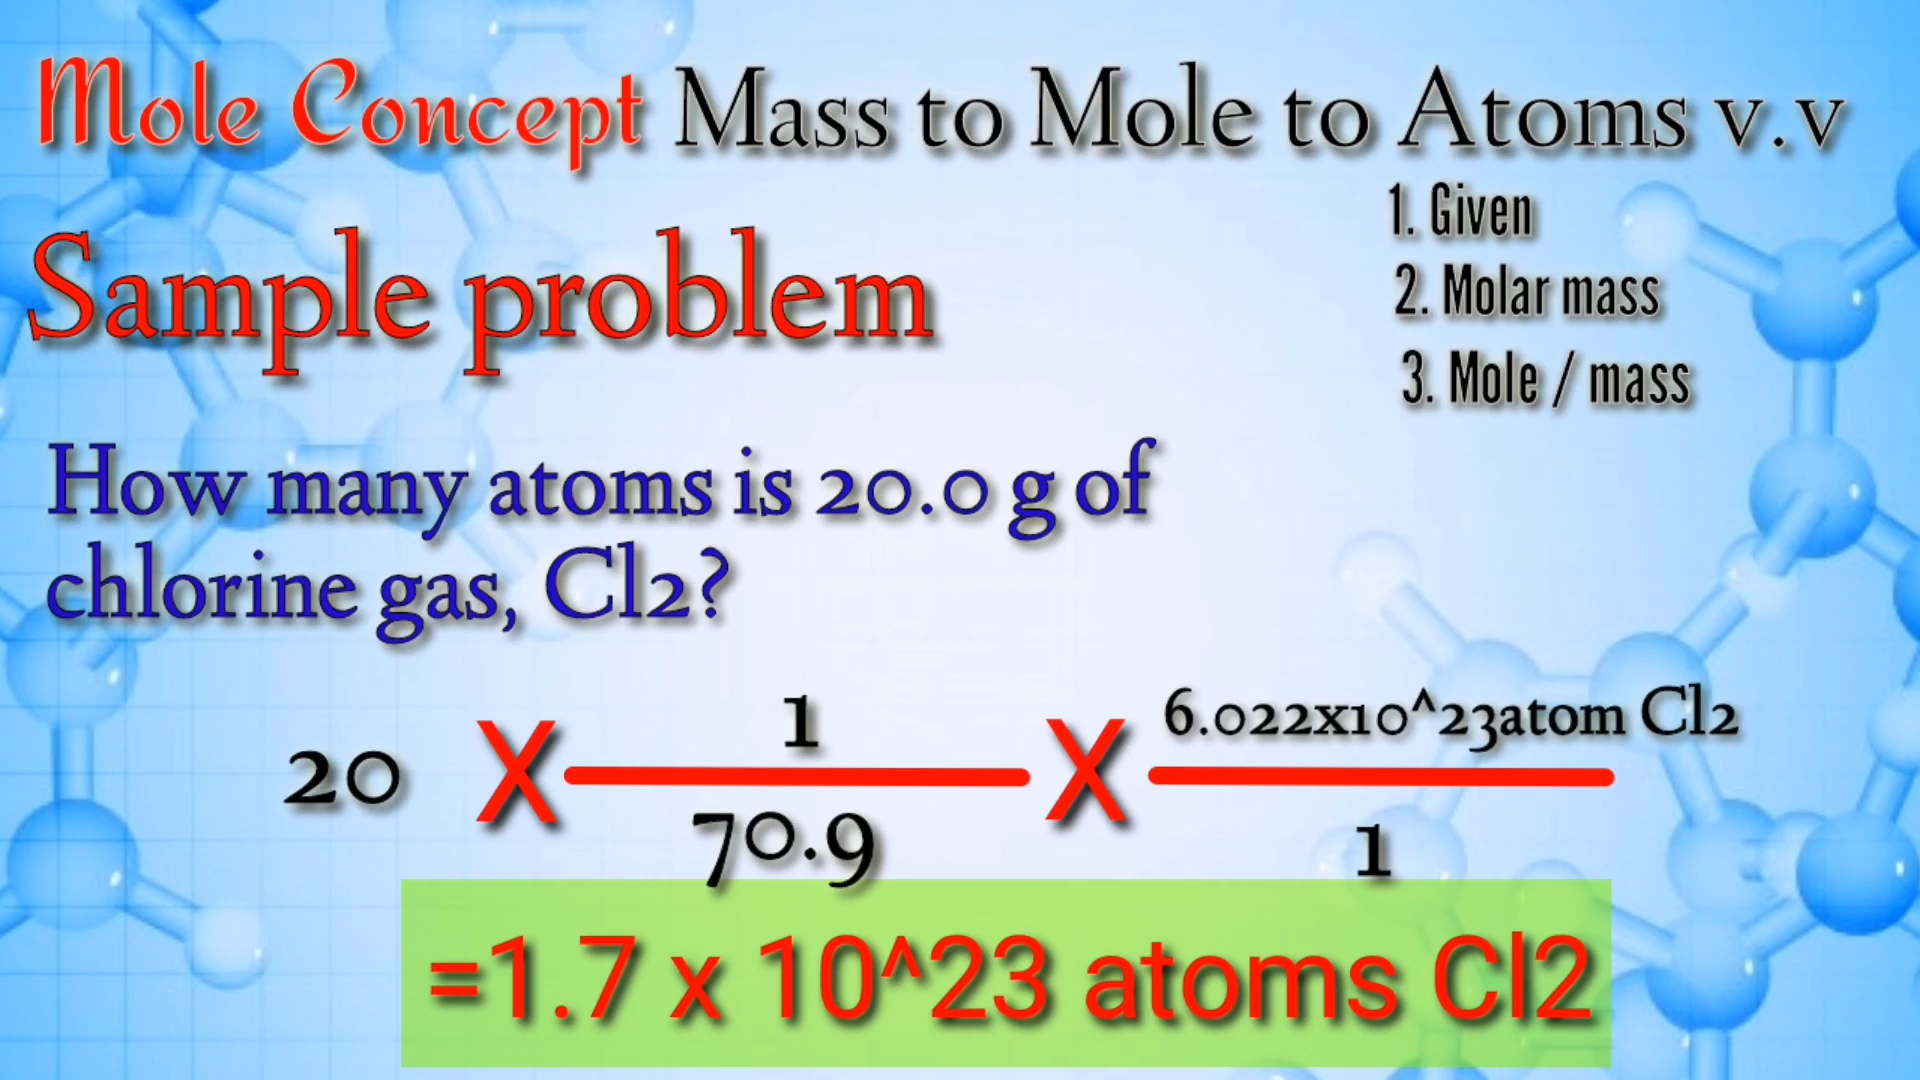 Mole Concept Mass to Mole to Atoms v.v
1. Given
2. Molar mass
3. Mole / mass
Sample problem
How many atoms is 20.0 g of
chlorine gas, Cl2?
20 X 1 X 6.022x10^23atom Cl2
70.9 1
=1.7 x 10^23 atoms Cl2